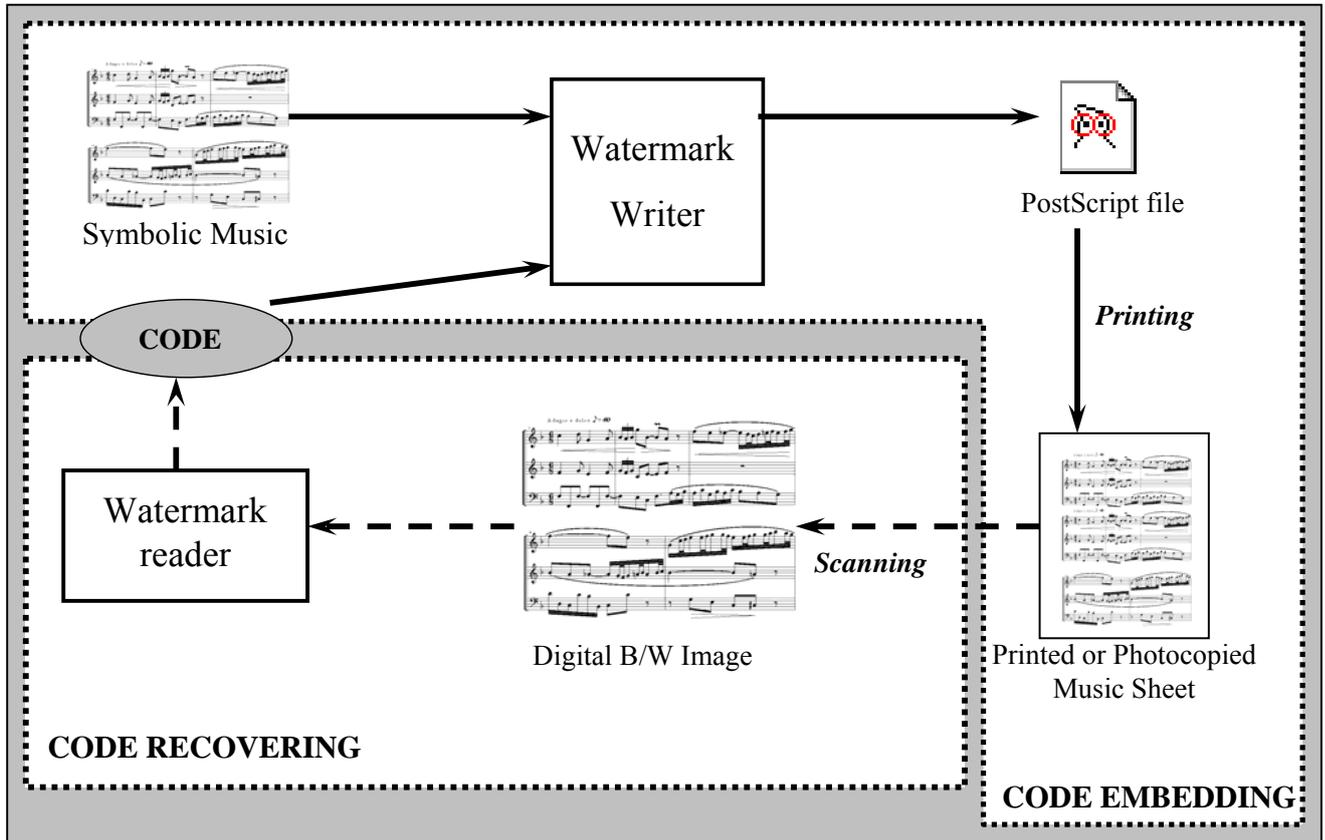 Symbolic Music
Watermark
Writer
PostScript file
Printing
CODE
Watermark
reader
Scanning
Digital B/W Image
Printed or Photocopied
Music Sheet
CODE RECOVERING
CODE EMBEDDING